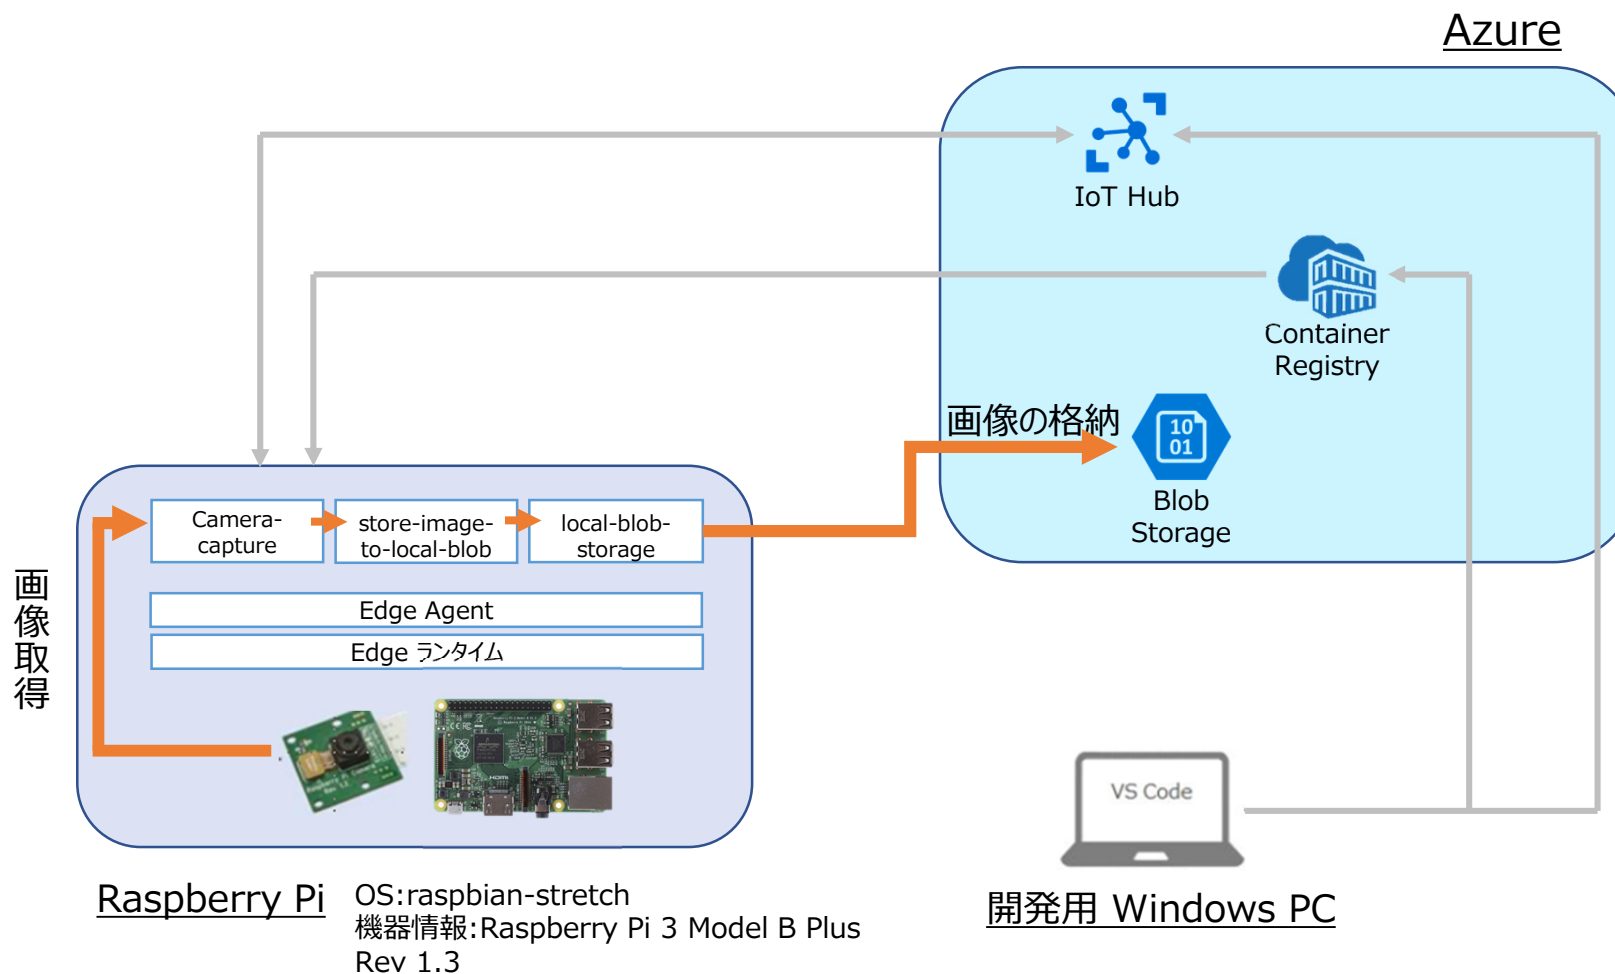 Azure
IoT Hub
Container
Registry
画像の格納
10
01
Blob
Storage
Camera-
capture
store-image-
to-local-blob
local-blob-
storage
Edge Agent
Edge ランタイム
画像取得
HDMI
VS Code
Raspberry Pi
OS:raspbian-stretch
機器情報:Raspberry Pi 3 Model B Plus
Rev 1.3
開発用 Windows PC